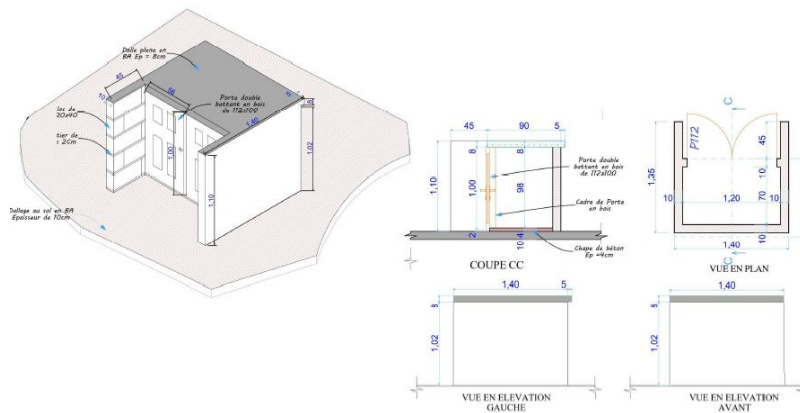 Dalle pleine en
BA Ep = 8cm
45
56
5
10
Porte double
battant en bois
de 112x100
1,40
8
loc de
20x40
tier de
: 2cm
1,00
1,02
1,10
Dallage au sol en BA
Epaisseur de 10cm
45
90
5
8
8
Porte double
battant en bois
de 112x100
1,10
1,00
98
Cadre de Porte
en bois
2
10
4
Chape de béton
Ep =4cm
COUPE CC
C
P112
45
10
1,35
10
1,20
70
10
10
1,40
C
VUE EN PLAN
1,40
5
8
1,02
VUE EN ELEVATION
GAUCHE
1,40
8
1,02
VUE EN ELEVATION
AVANT